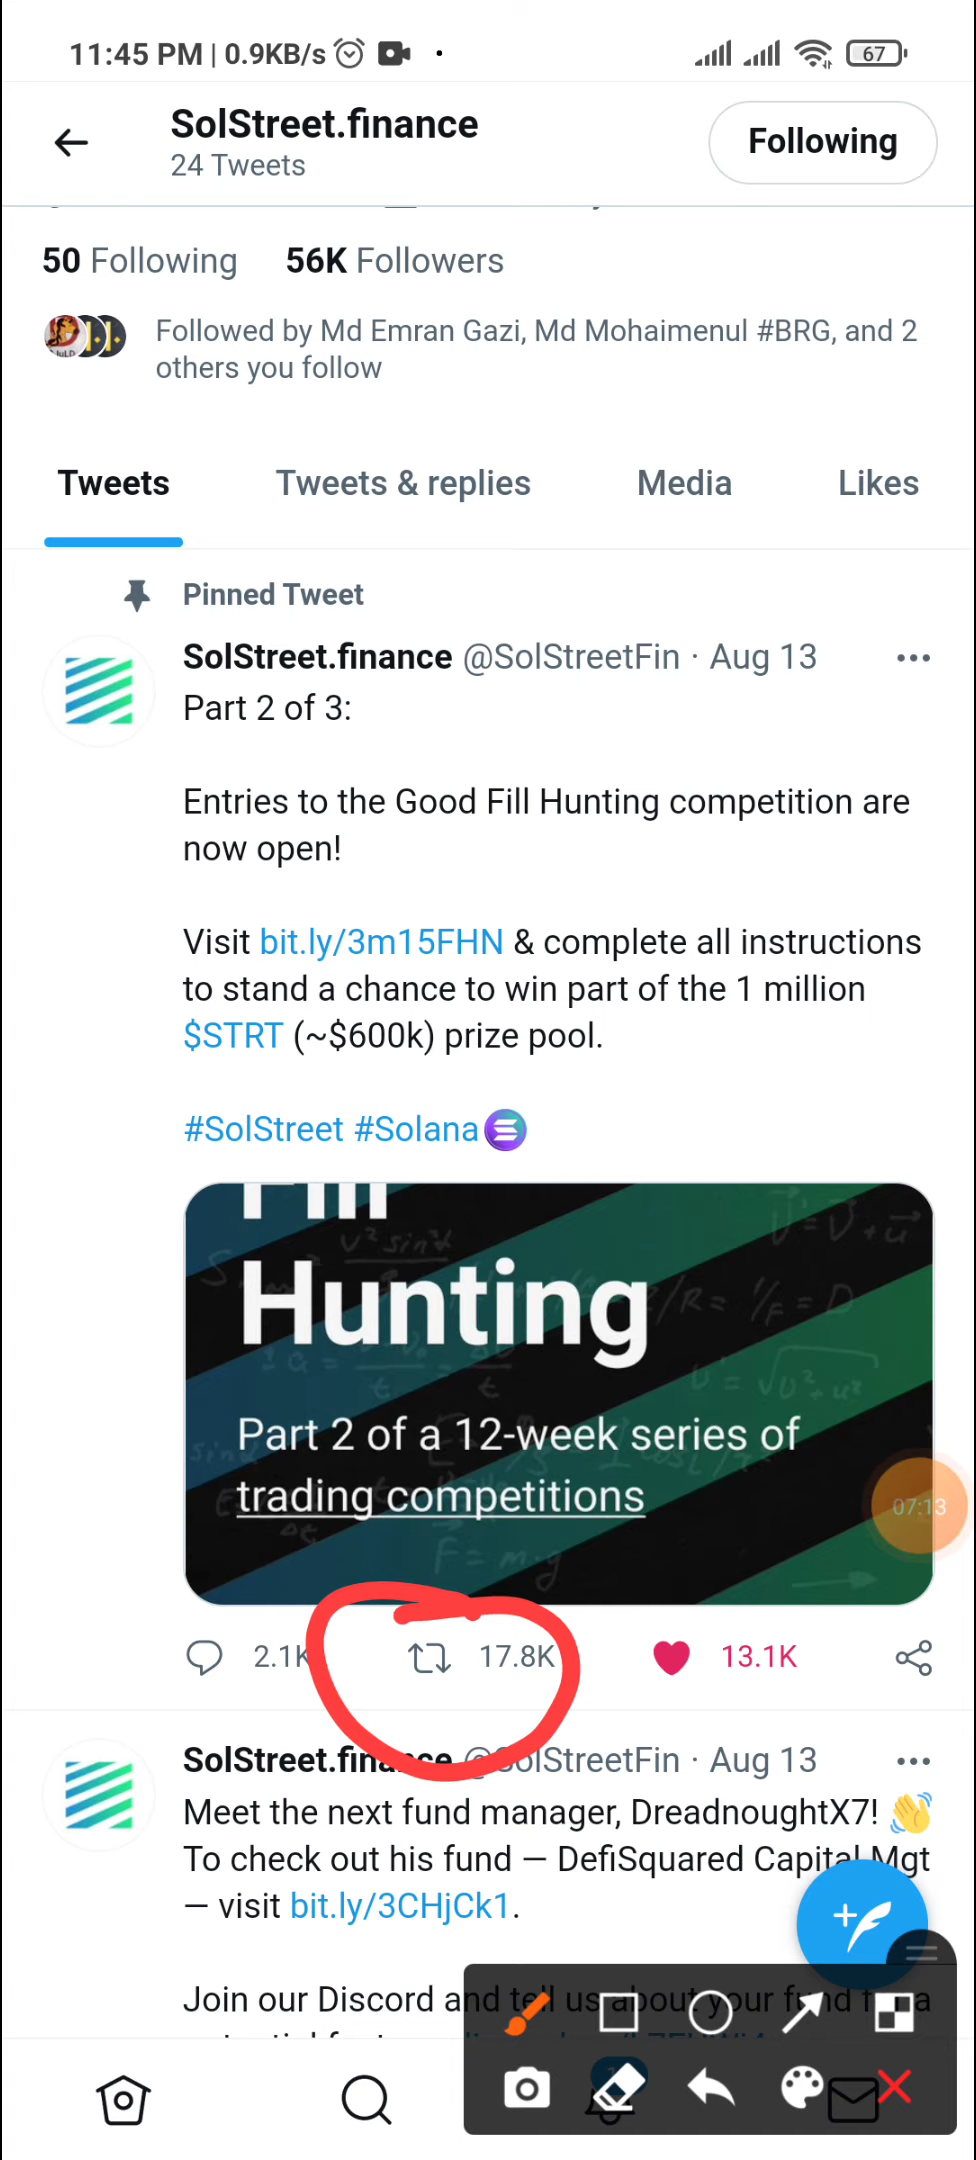 11:45 PM | 0.9KB/s
67
SolStreet.finance
24 Tweets
Following
50 Following 56K Followers
Followed by Md Emran Gazi, Md Mohaimenul #BRG, and 2
others you follow
Tweets Tweets & replies Media Likes
Pinned Tweet
SolStreet.finance @SolStreetFin · Aug 13
Part 2 of 3:
Entries to the Good Fill Hunting competition are
now open!
Visit bit.ly/3m15FHN & complete all instructions
to stand a chance to win part of the 1 million
$STRT (~$600k) prize pool.
#SolStreet #Solana
Fill
Hunting
Part 2 of a 12-week series of
trading competitions
07:13
2.1K 17.8K 13.1K
SolStreet.finance @SolStreetFin · Aug 13
Meet the next fund manager, DreadnoughtX7! 👋
To check out his fund — DefiSquared Capital Mgt
— visit bit.ly/3CHjCk1.
Join our Discord and tell us about your fund for a